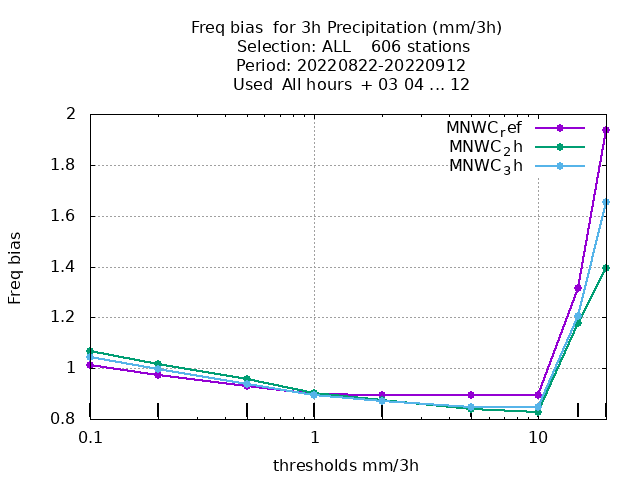 Freq bias  for 3h Precipitation (mm/3h)
Selection: ALL    606 stations
Period: 20220822-20220912
Used  All hours  + 03 04 ... 12
MNWC_ref
MNWC_2h
MNWC_3h
2
1.8
1.6
1.4
1.2
1
0.8
Freq bias
0.1 1 10
thresholds mm/3h